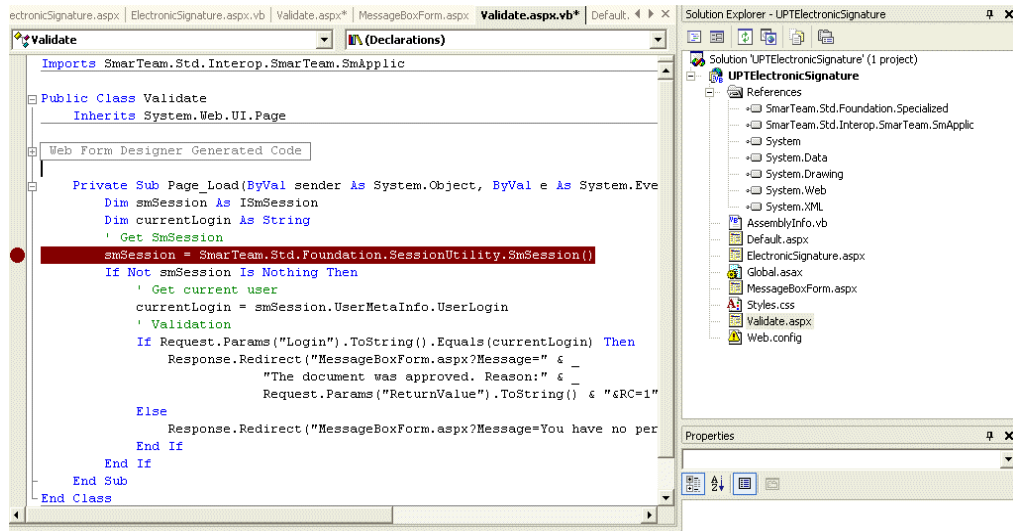 ectronicSignature.aspx | ElectronicSignature.aspx.vb | Validate.aspx* | MessageBoxForm.aspx | Validate.aspx.vb* | Default.
Validate
(Declarations)
Imports SmarTeam.Std.Interop.SmarTeam.SmApplic
Public Class Validate
Inherits System.Web.UI.Page
Web Form Designer Generated Code
Private Sub Page_Load(ByVal sender As System.Object, ByVal e As System.Eve
Dim smSession As ISmSession
Dim currentLogin As String
' Get SmSession
smSession = SmarTeam.Std.Foundation.SessionUtility.SmSession()
If Not smSession Is Nothing Then
' Get current user
currentLogin = smSession.UserMetaInfo.UserLogin
' Validation
If Request.Params("Login").ToString().Equals(currentLogin) Then
Response.Redirect("MessageBoxForm.aspx?Message=" & _
"The document was approved. Reason:" & _
Request.Params("ReturnValue").ToString() & "&RC=1"
Else
Response.Redirect("MessageBoxForm.aspx?Message=You have no per
End If
End If
End Sub
End Class
Solution Explorer - UPTElectronicSignature
Solution 'UPTElectronicSignature' (1 project)
UPTElectronicSignature
References
SmarTeam.Std.Foundation.Specialized
SmarTeam.Std.Interop.SmarTeam.SmApplic
System
System.Data
System.Drawing
System.Web
System.XML
AssemblyInfo.vb
Default.aspx
ElectronicSignature.aspx
Global.asax
MessageBoxForm.aspx
Styles.css
Validate.aspx
Web.config
Properties